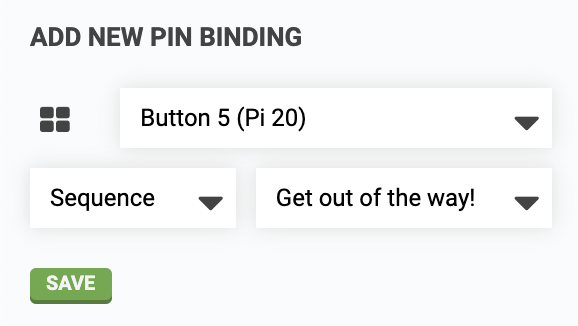 ADD NEW PIN BINDING
Button 5 (Pi 20)
Sequence Get out of the way!
SAVE